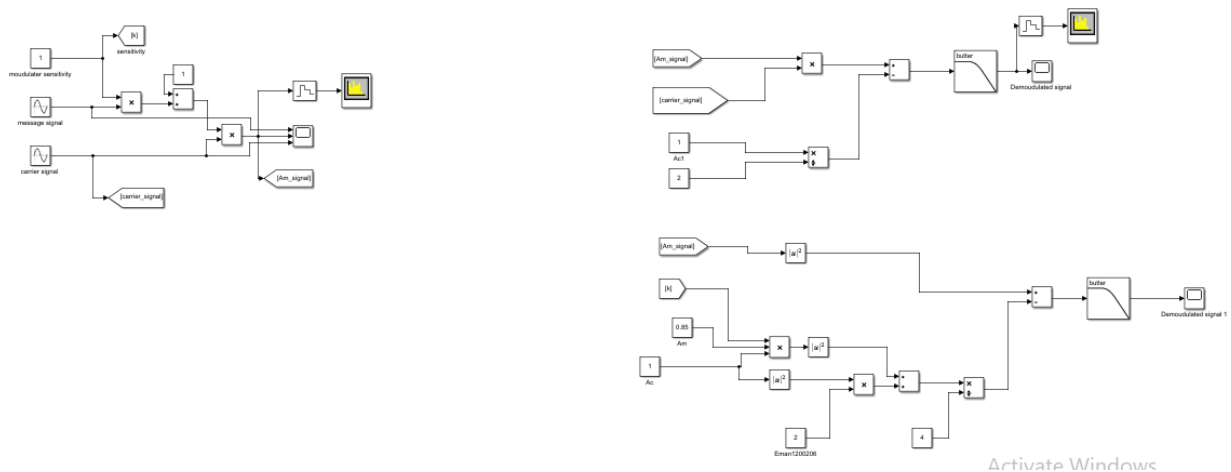 [k]
sensitivity
1
moudulater sensitivity
1
×
+
+
message signal
×
carrier signal
[Am_signal]
[carrier_signal]
[Am_signal]
×
+
-
butter
Demoudulated signal
[carrier_signal]
1
Ac1
×
÷
2
[Am_signal]
|u|²
[k]
+
-
butter
Demoudulated signal 1
0.85
Am
×
|u|²
1
Ac
|u|²
×
+
+
×
÷
2
Eman1200206
4
Activate Windows